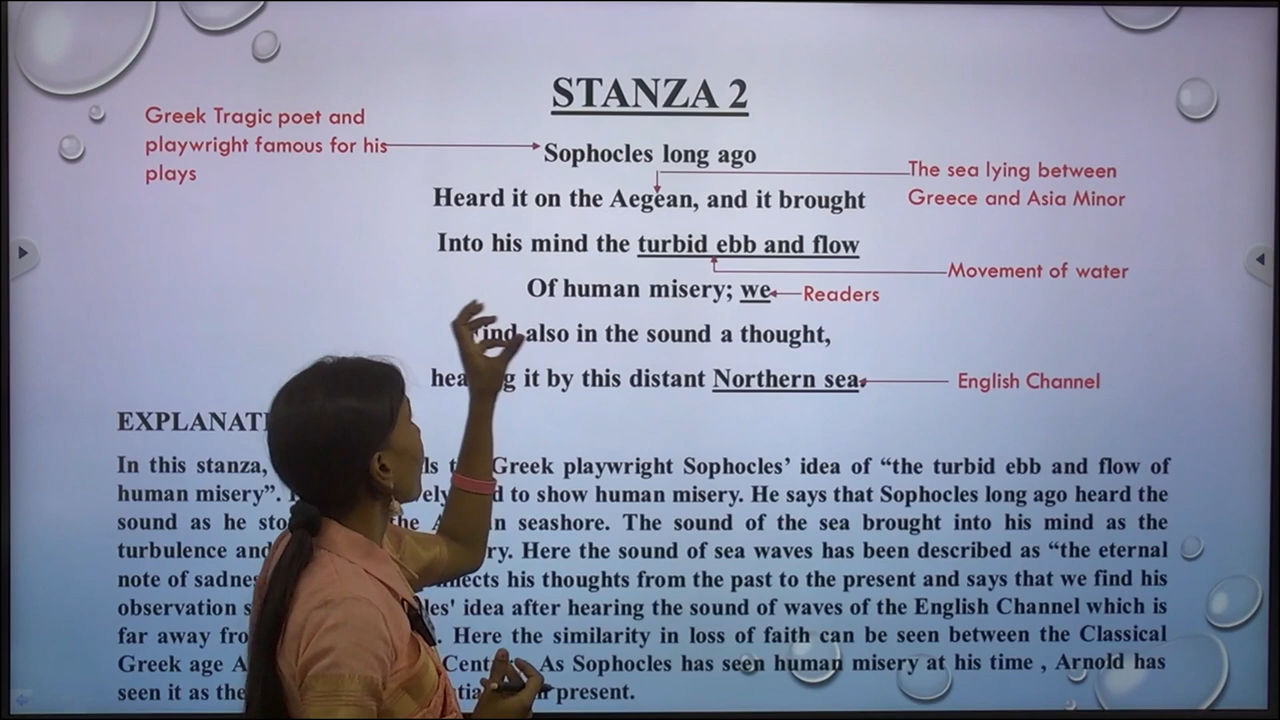 STANZA 2
Greek Tragic poet and
playwright famous for his
plays
Sophocles long ago
The sea lying between
Greece and Asia Minor
Heard it on the Aegean, and it brought
Into his mind the turbid ebb and flow
Movement of water
Of human misery; we
Readers
also in the sound a thought,
it by this distant Northern sea.
English Channel
In this stanza, Greek playwright Sophocles’ idea of “the turbid ebb and flow of
human misery”. to show human misery. He says that Sophocles long ago heard the
sound as he seashore. The sound of the sea brought into his mind as the
turbulence and Here the sound of sea waves has been described as “the eternal
note of his thoughts from the past to the present and says that we find his
observation idea after hearing the sound of waves of the English Channel which is
far away Here the similarity in loss of faith can be seen between the Classical
Greek age As Sophocles has seen human misery at his time , Arnold has
seen it as the present.